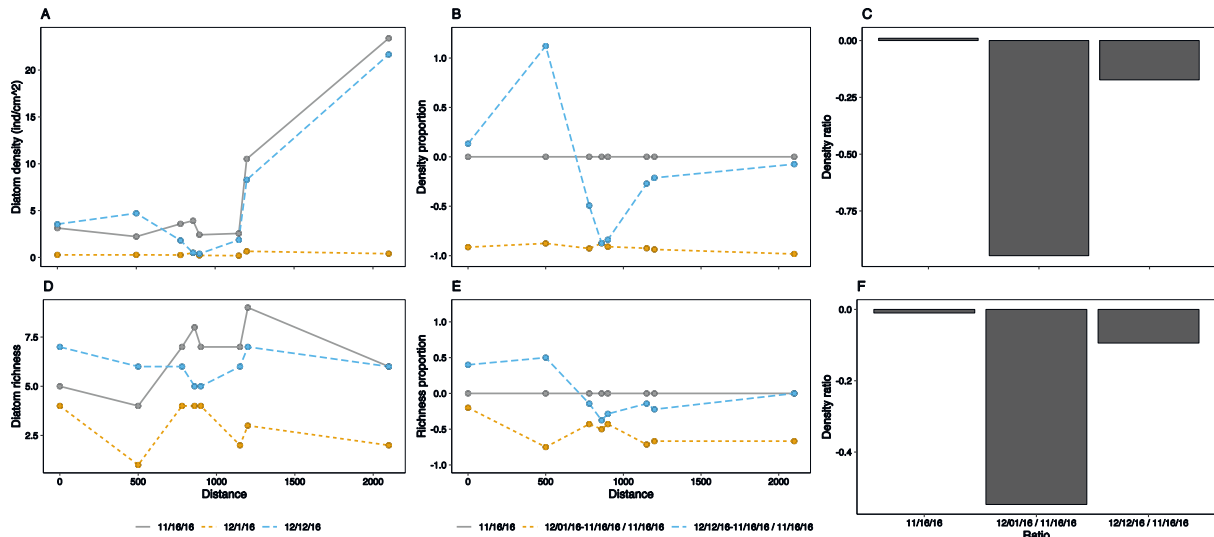 A
B
C
Diatom density (ind/cm^2)
20
15
10
5
0
Density proportion
1.0
0.5
0.0
-0.5
-1.0
Density ratio
0.00
-0.25
-0.50
-0.75
D
E
F
Diatom richness
7.5
5.0
2.5
0 500 1000 1500 2000
Distance
Richness proportion
1.0
0.5
0.0
-0.5
-1.0
0 500 1000 1500 2000
Distance
Density ratio
0.0
-0.2
-0.4
11/16/16 12/01/16 / 11/16/16 12/12/16 / 11/16/16
Ratio
11/16/16 12/1/16 12/12/16
11/16/16 12/01/16-11/16/16 / 11/16/16 12/12/16-11/16/16 / 11/16/16